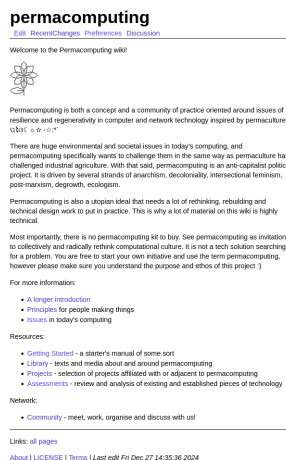 permacomputing
Edit RecentChanges Preferences Discussion
Welcome to the Permacomputing wiki!
Permacomputing is both a concept and a community of practice oriented around issues of
resilience and regenerativity in computer and network technology inspired by permaculture
There are huge environmental and societal issues in today's computing, and
permacomputing specifically wants to challenge them in the same way as permaculture ha
challenged industrial agriculture. With that said, permacomputing is an anti-capitalist politic
project. It is driven by several strands of anarchism, decoloniality, intersectional feminism,
post-marxism, degrowth, ecologism.
Permacomputing is also a utopian ideal that needs a lot of rethinking, rebuilding and
technical design work to put in practice. This is why a lot of material on this wiki is highly
technical.
Most importantly, there is no permacomputing kit to buy. See permacomputing as invitation
to collectively and radically rethink computational culture. It is not a tech solution searching
for a problem. You are free to start your own initiative and use the term permacomputing,
however please make sure you understand the purpose and ethos of this project :)
For more information:
• A longer introduction
• Principles for people making things
• Issues in today's computing
Resources:
• Getting Started - a starter's manual of some sort
• Library - texts and media about and around permacomputing
• Projects - selection of projects affiliated with or adjacent to permacomputing
• Assessments - review and analysis of existing and established pieces of technology
Network:
• Community - meet, work, organise and discuss with us!
Links: all pages
About | LICENSE | Terms | Last edit Fri Dec 27 14:35:36 2024